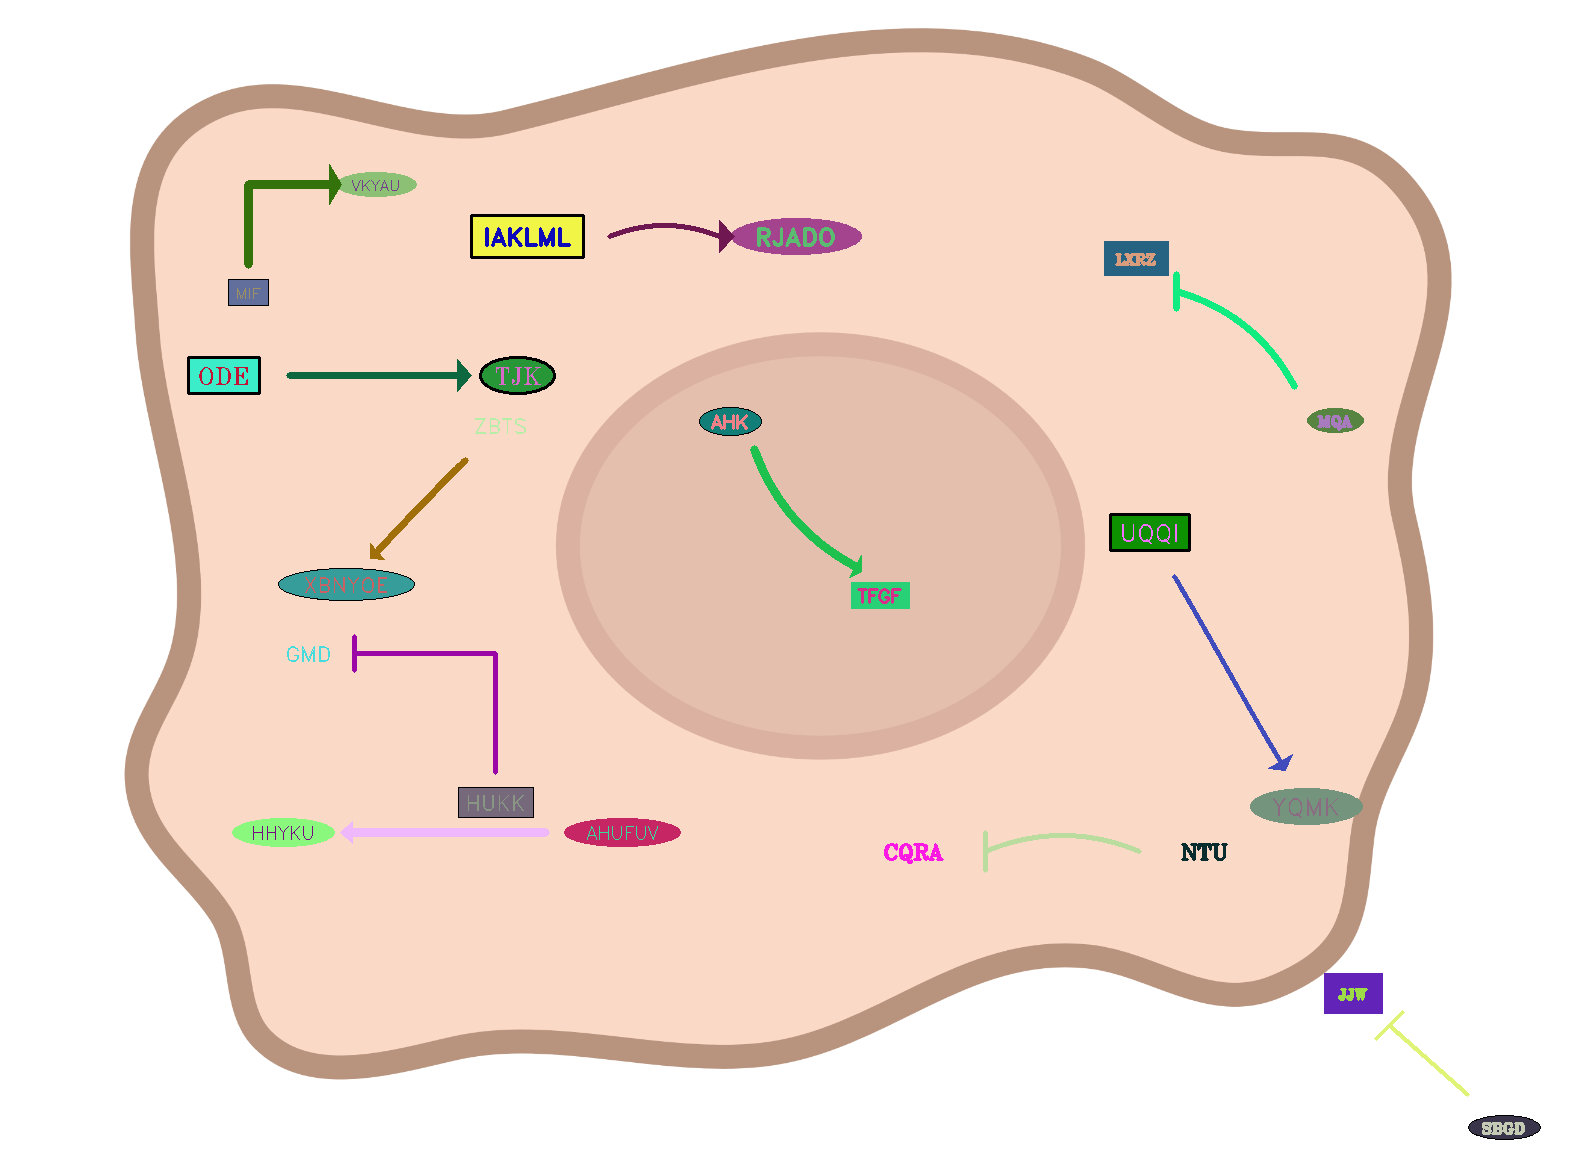 VKYAU
IAKLML
RJADO
LXRZ
MIF
ODE
TJK
AHK
MQA
ZBTS
UQQI
XBNYOE
TFGF
GMD
HUKK
YQMK
HHYKU
AHUFUV
CQRA
NTU
JJW
SBGD